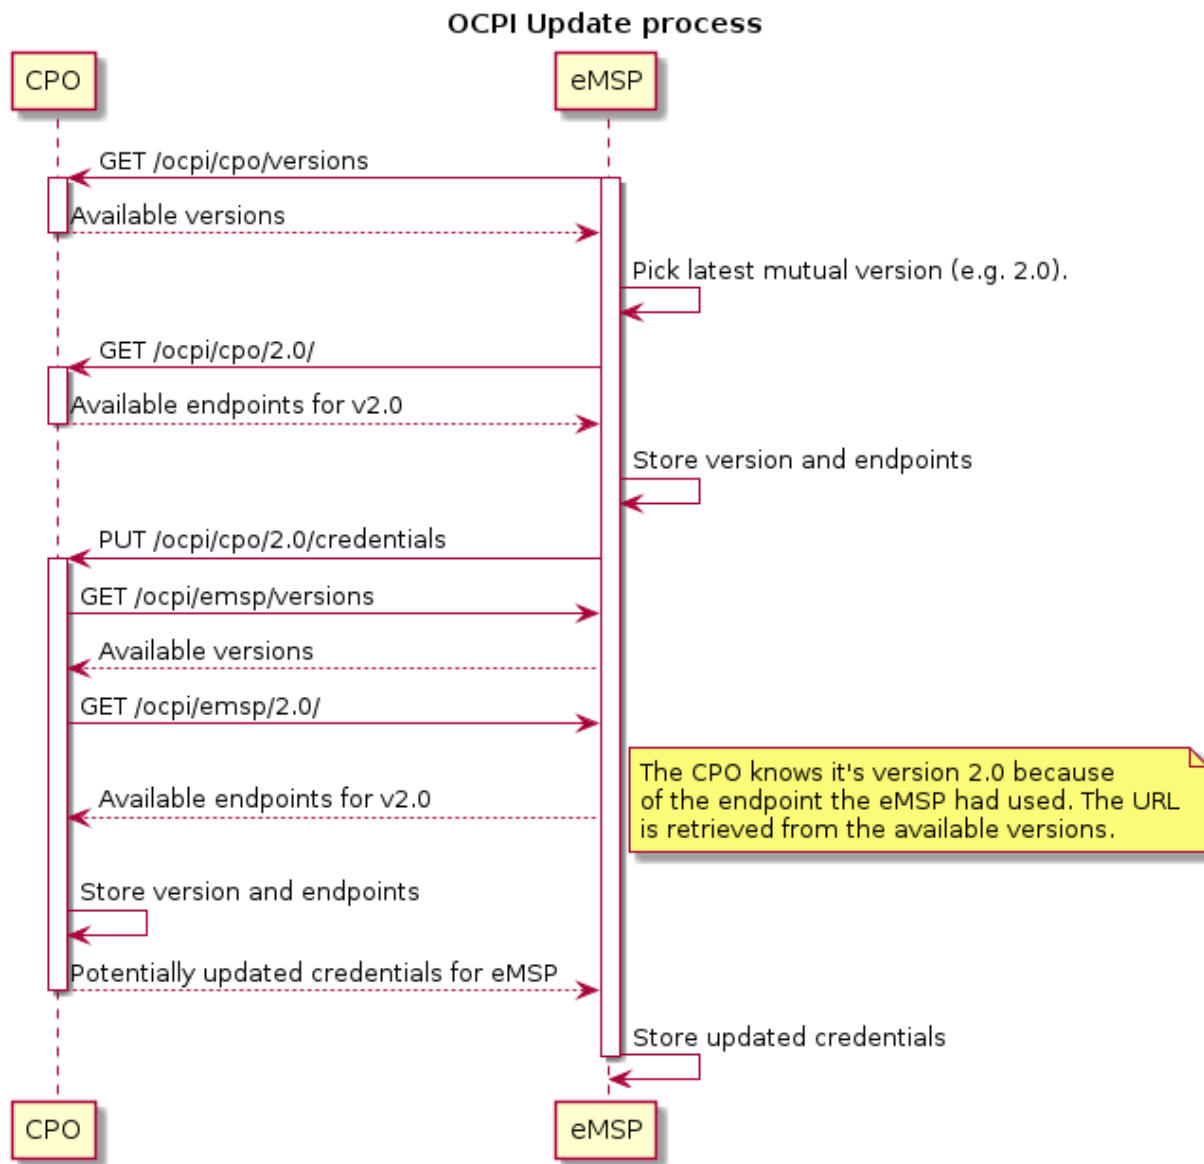 OCPI Update process
CPO
eMSP
GET /ocpi/cpo/versions
Available versions
Pick latest mutual version (e.g. 2.0).
GET /ocpi/cpo/2.0/
Available endpoints for v2.0
Store version and endpoints
PUT /ocpi/cpo/2.0/credentials
GET /ocpi/emsp/versions
Available versions
GET /ocpi/emsp/2.0/
The CPO knows it's version 2.0 because
of the endpoint the eMSP had used. The URL
is retrieved from the available versions.
Available endpoints for v2.0
Store version and endpoints
Potentially updated credentials for eMSP
Store updated credentials
CPO
eMSP